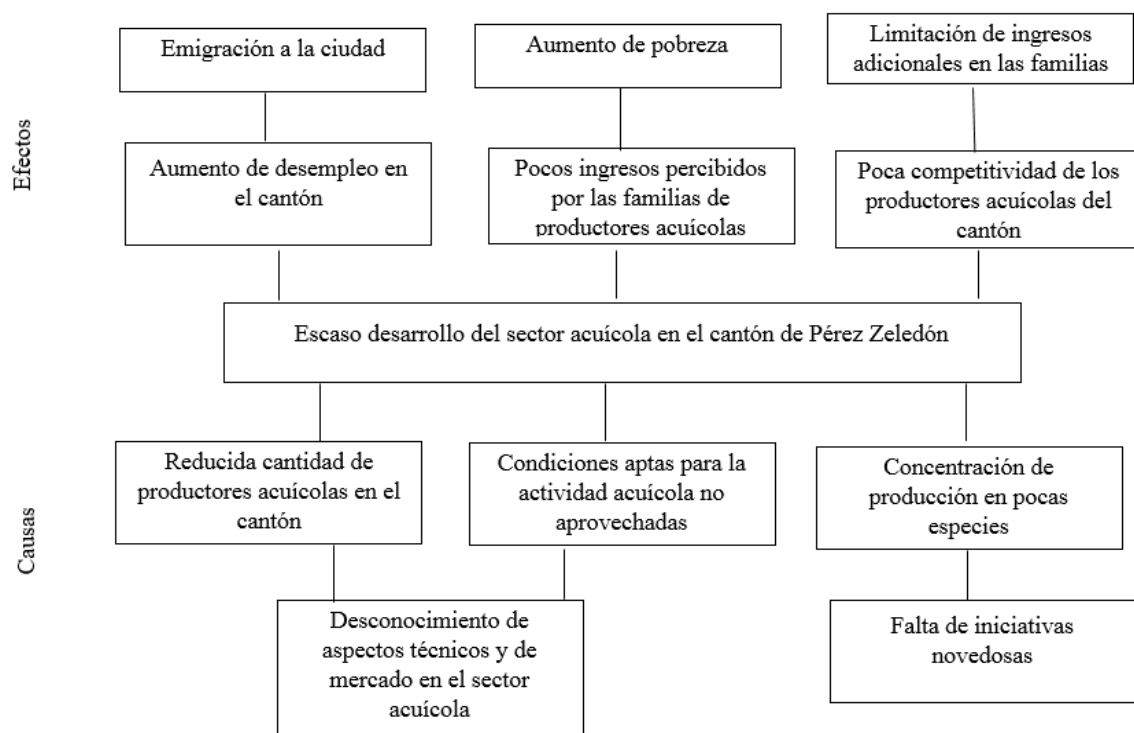 Emigración a la ciudad
Aumento de pobreza
Limitación de ingresos
adicionales en las familias
Efectos
Aumento de desempleo en
el cantón
Pocos ingresos percibidos
por las familias de
productores acuícolas
Poca competitividad de los
productores acuícolas del
cantón
Escaso desarrollo del sector acuícola en el cantón de Pérez Zeledón
Causas
Reducida cantidad de
productores acuícolas en el
cantón
Condiciones aptas para la
actividad acuícola no
aprovechadas
Concentración de
producción en pocas
especies
Desconocimiento de
aspectos técnicos y de
mercado en el sector
acuícola
Falta de iniciativas
novedosas